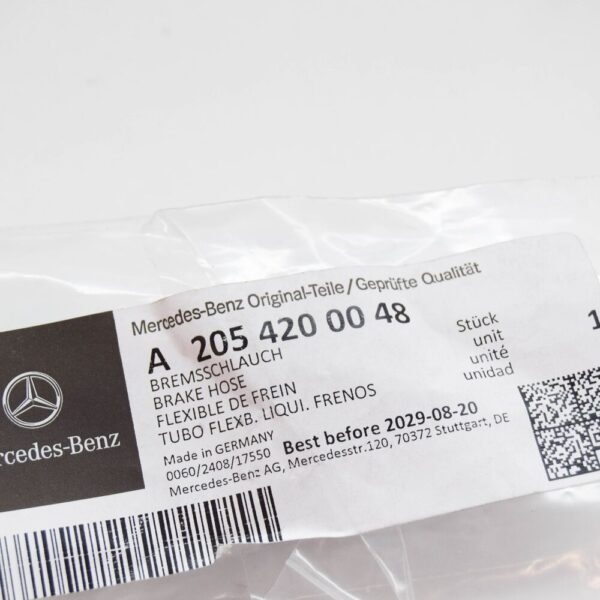 Mercedes-Benz Original-Teile/Geprüfte Qualität
A 205 420 00 48
BREMSSCHLAUCH
BRAKE HOSE
FLEXIBLE DE FREIN
TUBO FLEXB. LIQUI. FRENOS
Stück 1
unit
unité
unidad
Made in GERMANY
0060/2408/17550
Best before 2029-08-20
Mercedes-Benz AG, Mercedesstr.120, 70372 Stuttgart, DE
rcedes-Benz